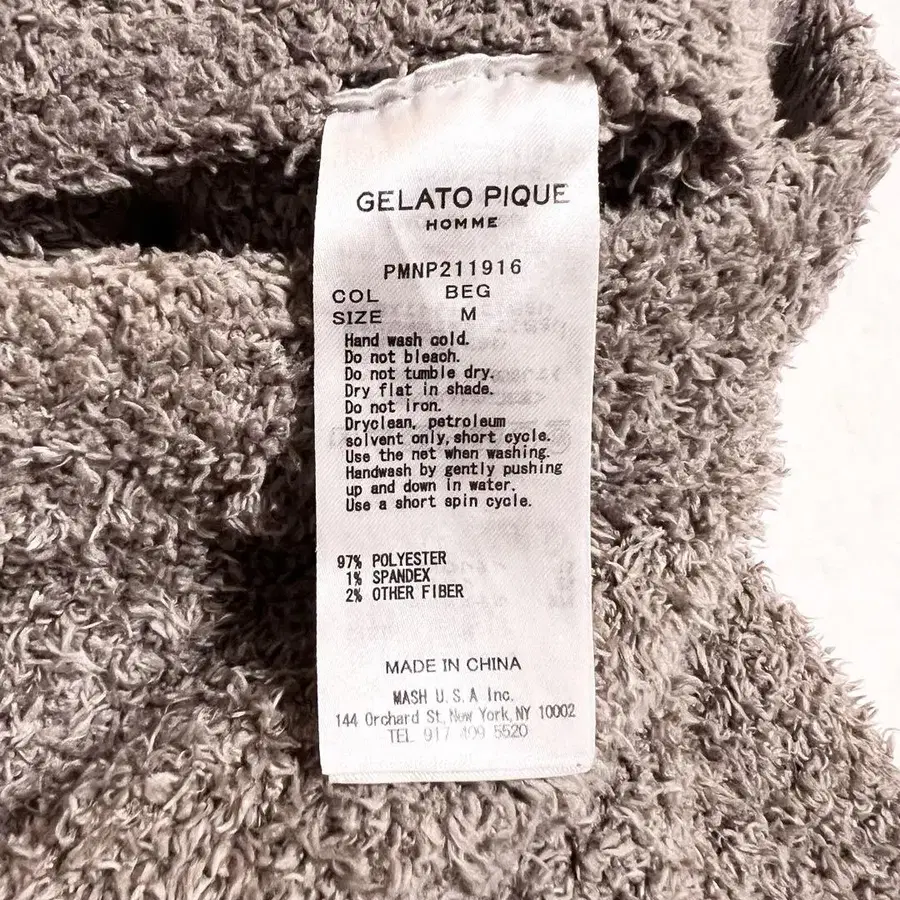 GELATO PIQUE
HOMME
PMNP211916
COL BEG
SIZE M
Hand wash cold.
Do not bleach.
Do not tumble dry.
Dry flat in shade.
Do not iron.
Dryclean, petroleum
solvent only,short cycle.
Use the net when washing.
Handwash by gently pushing
up and down in water.
Use a short spin cycle.
97% POLYESTER
1% SPANDEX
2% OTHER FIBER
MADE IN CHINA
MASH U.S.A Inc.
144 Orchard St, New York, NY 10002
TEL 917 409 5520